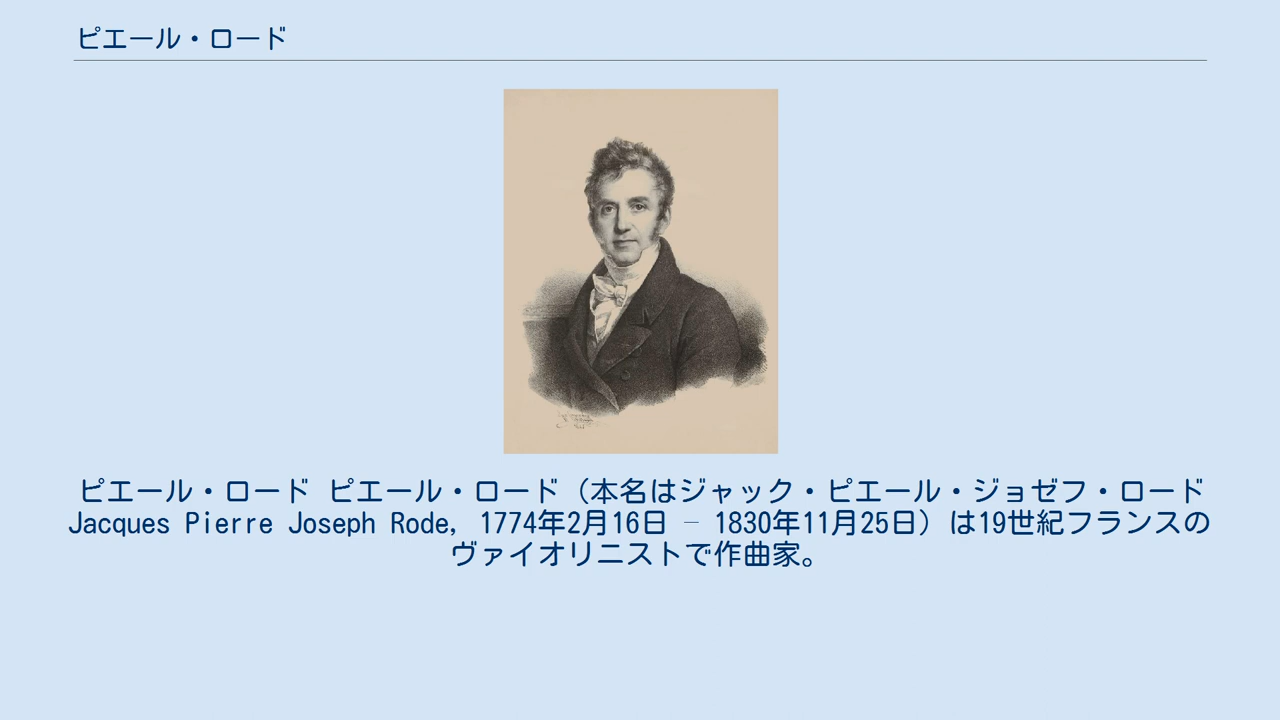 ピエール・ロード
ピエール・ロード ピエール・ロード（本名はジャック・ピエール・ジョゼフ・ロード
Jacques Pierre Joseph Rode, 1774年2月16日 – 1830年11月25日）は19世紀フランスの
ヴァイオリニストで作曲家。